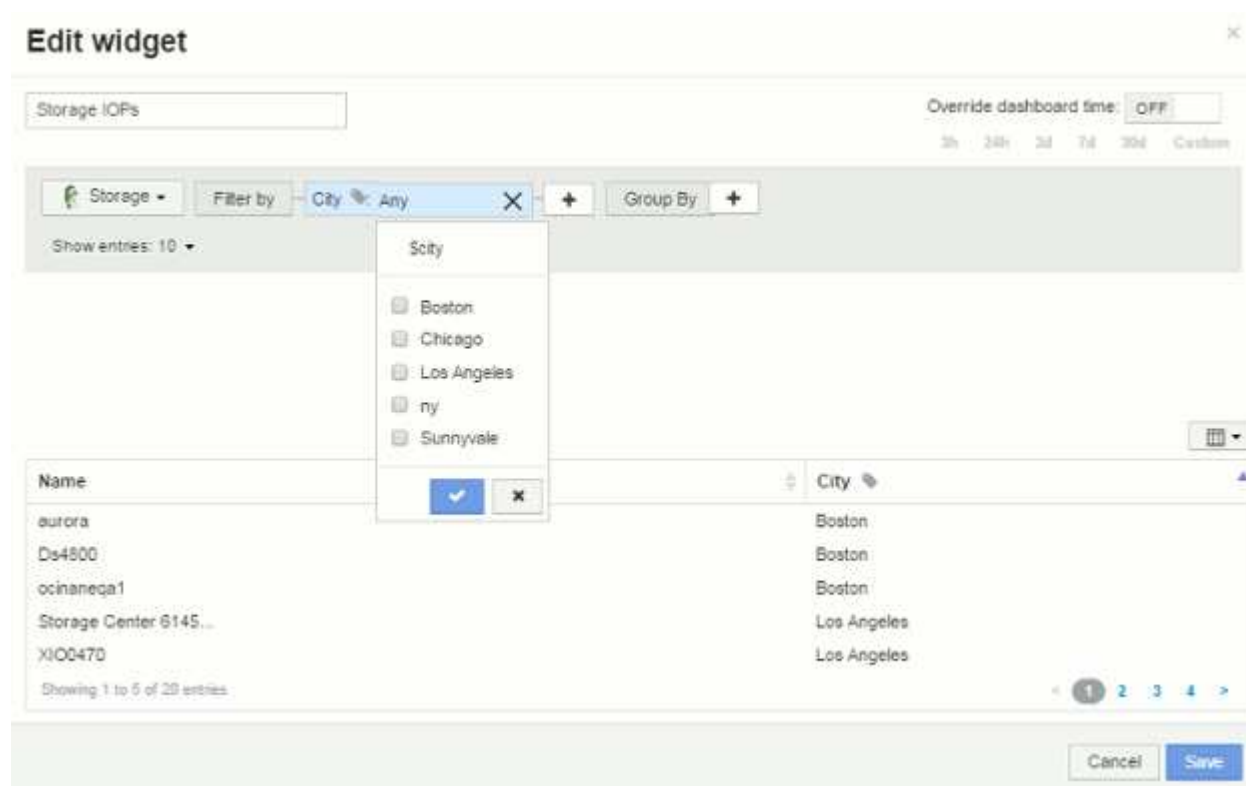 Edit widget
Storage IOPs
Override dashboard time: OFF
3h 24h 3d 7d 30d Custom
Storage Filter by City Any Group By
Show entries: 10
$city
Boston
Chicago
Los Angeles
ny
Sunnyvale
Name City
aurora Boston
Ds4800 Boston
ocinaneqa1 Boston
Storage Center 6145... Los Angeles
XIO0470 Los Angeles
Showing 1 to 5 of 20 entries
< 1 2 3 4 >
Cancel Save